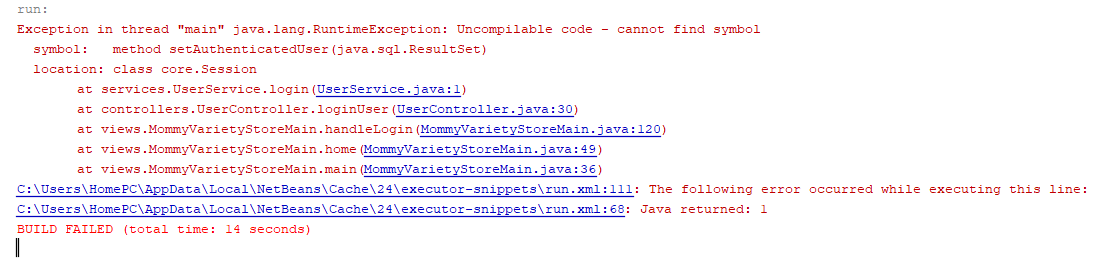 run:
Exception in thread "main" java.lang.RuntimeException: Uncompilable code - cannot find symbol
  symbol:   method setAuthenticatedUser(java.sql.ResultSet)
  location: class core.Session
        at services.UserService.login(UserService.java:1)
        at controllers.UserController.loginUser(UserController.java:30)
        at views.MommyVarietyStoreMain.handleLogin(MommyVarietyStoreMain.java:120)
        at views.MommyVarietyStoreMain.home(MommyVarietyStoreMain.java:49)
        at views.MommyVarietyStoreMain.main(MommyVarietyStoreMain.java:36)
C:\Users\HomePC\AppData\Local\NetBeans\Cache\24\executor-snippets\run.xml:111: The following error occurred while executing this line:
C:\Users\HomePC\AppData\Local\NetBeans\Cache\24\executor-snippets\run.xml:68: Java returned: 1
BUILD FAILED (total time: 14 seconds)